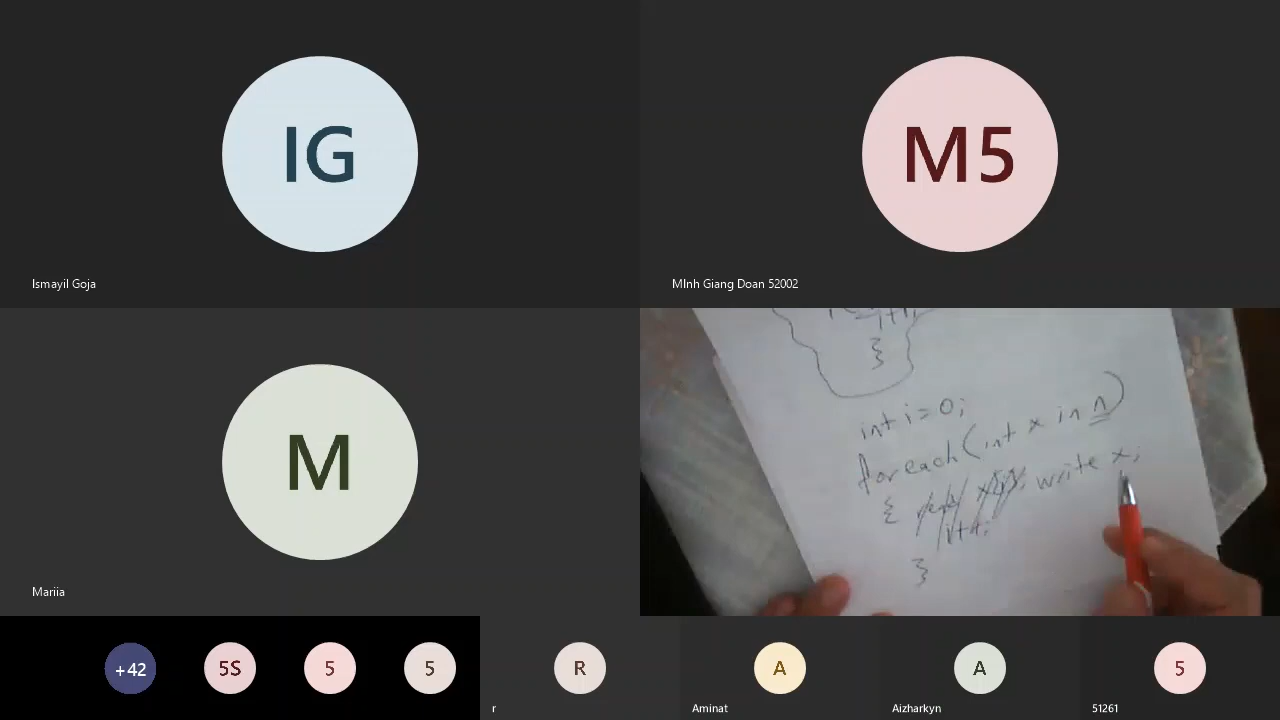 IG
M5
Ismayil Goja
MInh Giang Doan 52002
M
Mariia
i++;
}
int i=0;
foreach(int x in n)
{ write x;
i++;
}
+42
5S
5
5
R
A
A
5
r
Aminat
Aizharkyn
51261